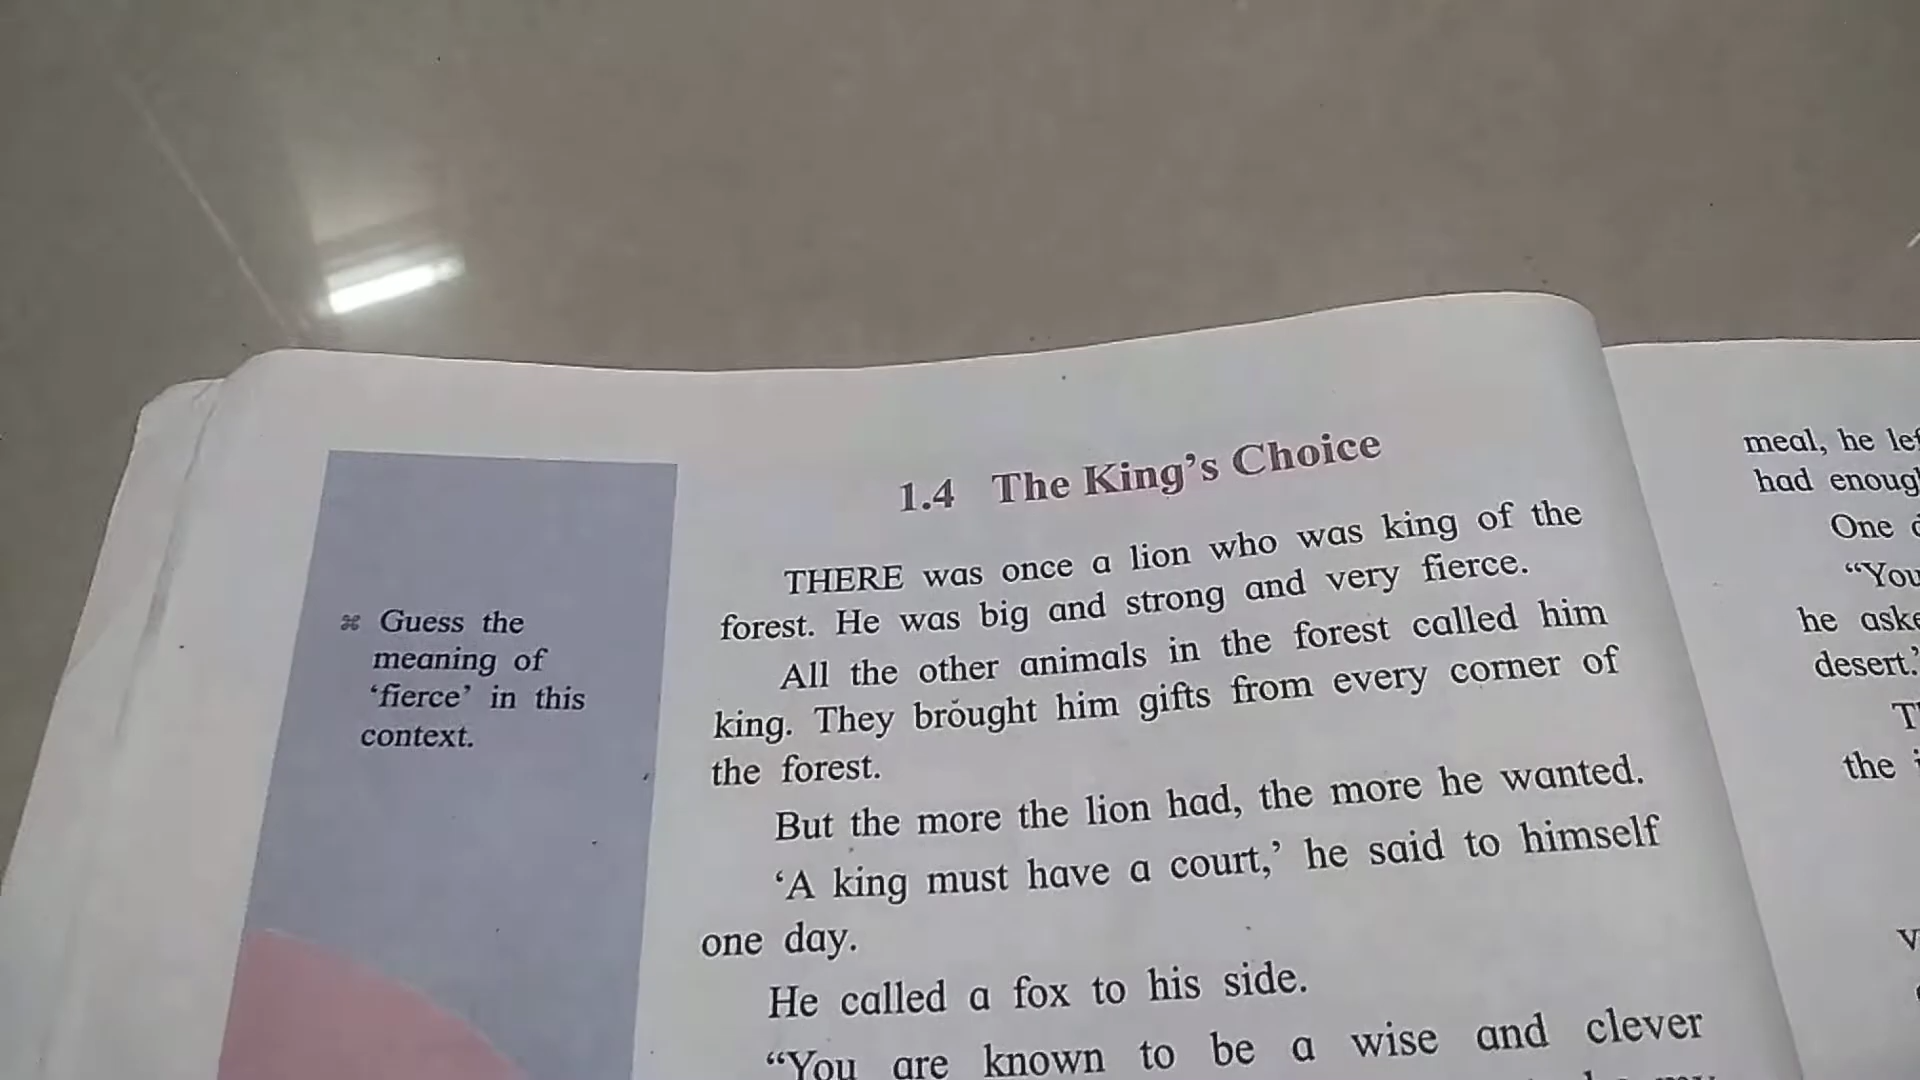 1.4 The King's Choice
THERE was once a lion who was king of the
forest. He was big and strong and very fierce.
All the other animals in the forest called him
king. They brought him gifts from every corner of
the forest.
But the more the lion had, the more he wanted.
‘A king must have a court,’ he said to himself
one day.
He called a fox to his side.
“You are known to be a wise and clever
⌘ Guess the
meaning of
‘fierce’ in this
context.
meal, he
had
One
“You
he
desert.’
the